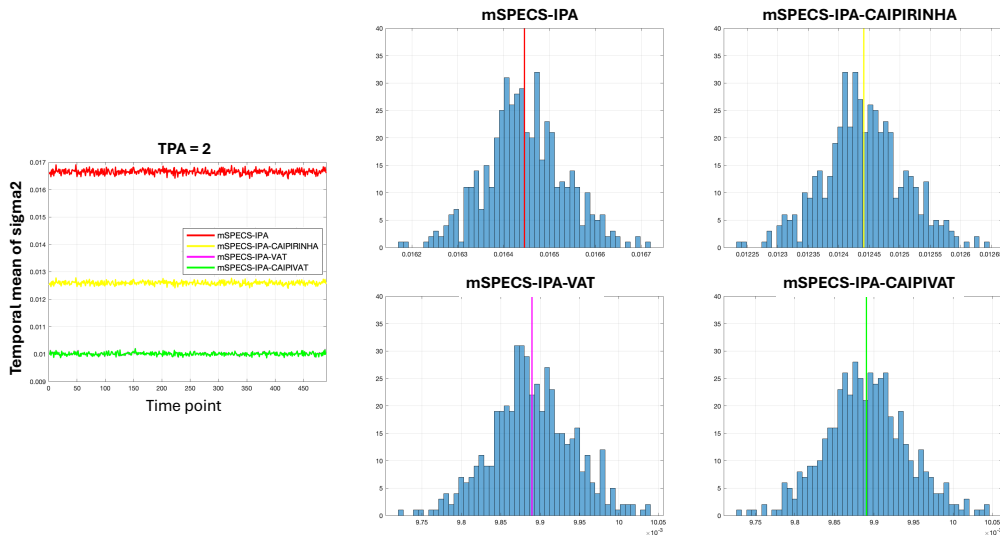 TPA = 2
Temporal mean of sigma2
0.017
0.016
0.015
0.014
0.013
0.012
0.011
0.01
0.009
mSPECS-IPA
mSPECS-IPA-CAIPIRINHA
mSPECS-IPA-VAT
mSPECS-IPA-CAIPIVAT
0 50 100 150 200 250 300 350 400 450
Time point
mSPECS-IPA
40
35
30
25
20
15
10
5
0
0.0162 0.0163 0.0164 0.0165 0.0166 0.0167
mSPECS-IPA-CAIPIRINHA
40
35
30
25
20
15
10
5
0
0.01225 0.0123 0.01235 0.0124 0.01245 0.0125 0.01255 0.0126 0.01265
mSPECS-IPA-VAT
40
35
30
25
20
15
10
5
0
9.75 9.8 9.85 9.9 9.95 10 10.05
×10⁻³
mSPECS-IPA-CAIPIVAT
40
35
30
25
20
15
10
5
0
9.75 9.8 9.85 9.9 9.95 10 10.05